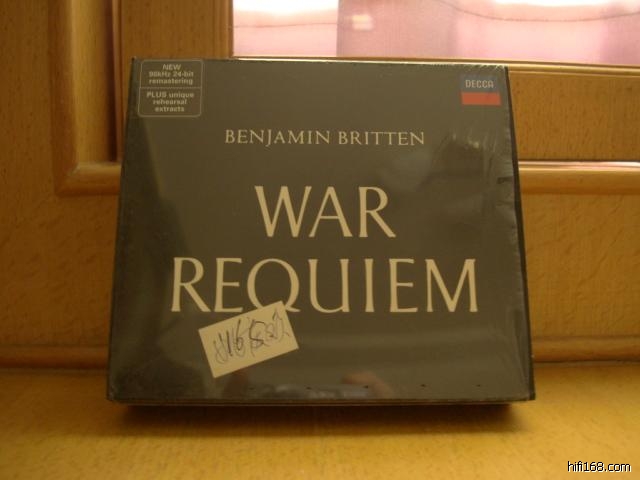 NEW
96kHz 24-bit
remastering
PLUS unique
rehearsal
extracts
DECCA
BENJAMIN BRITTEN
WAR
REQUIEM
hifi168.com